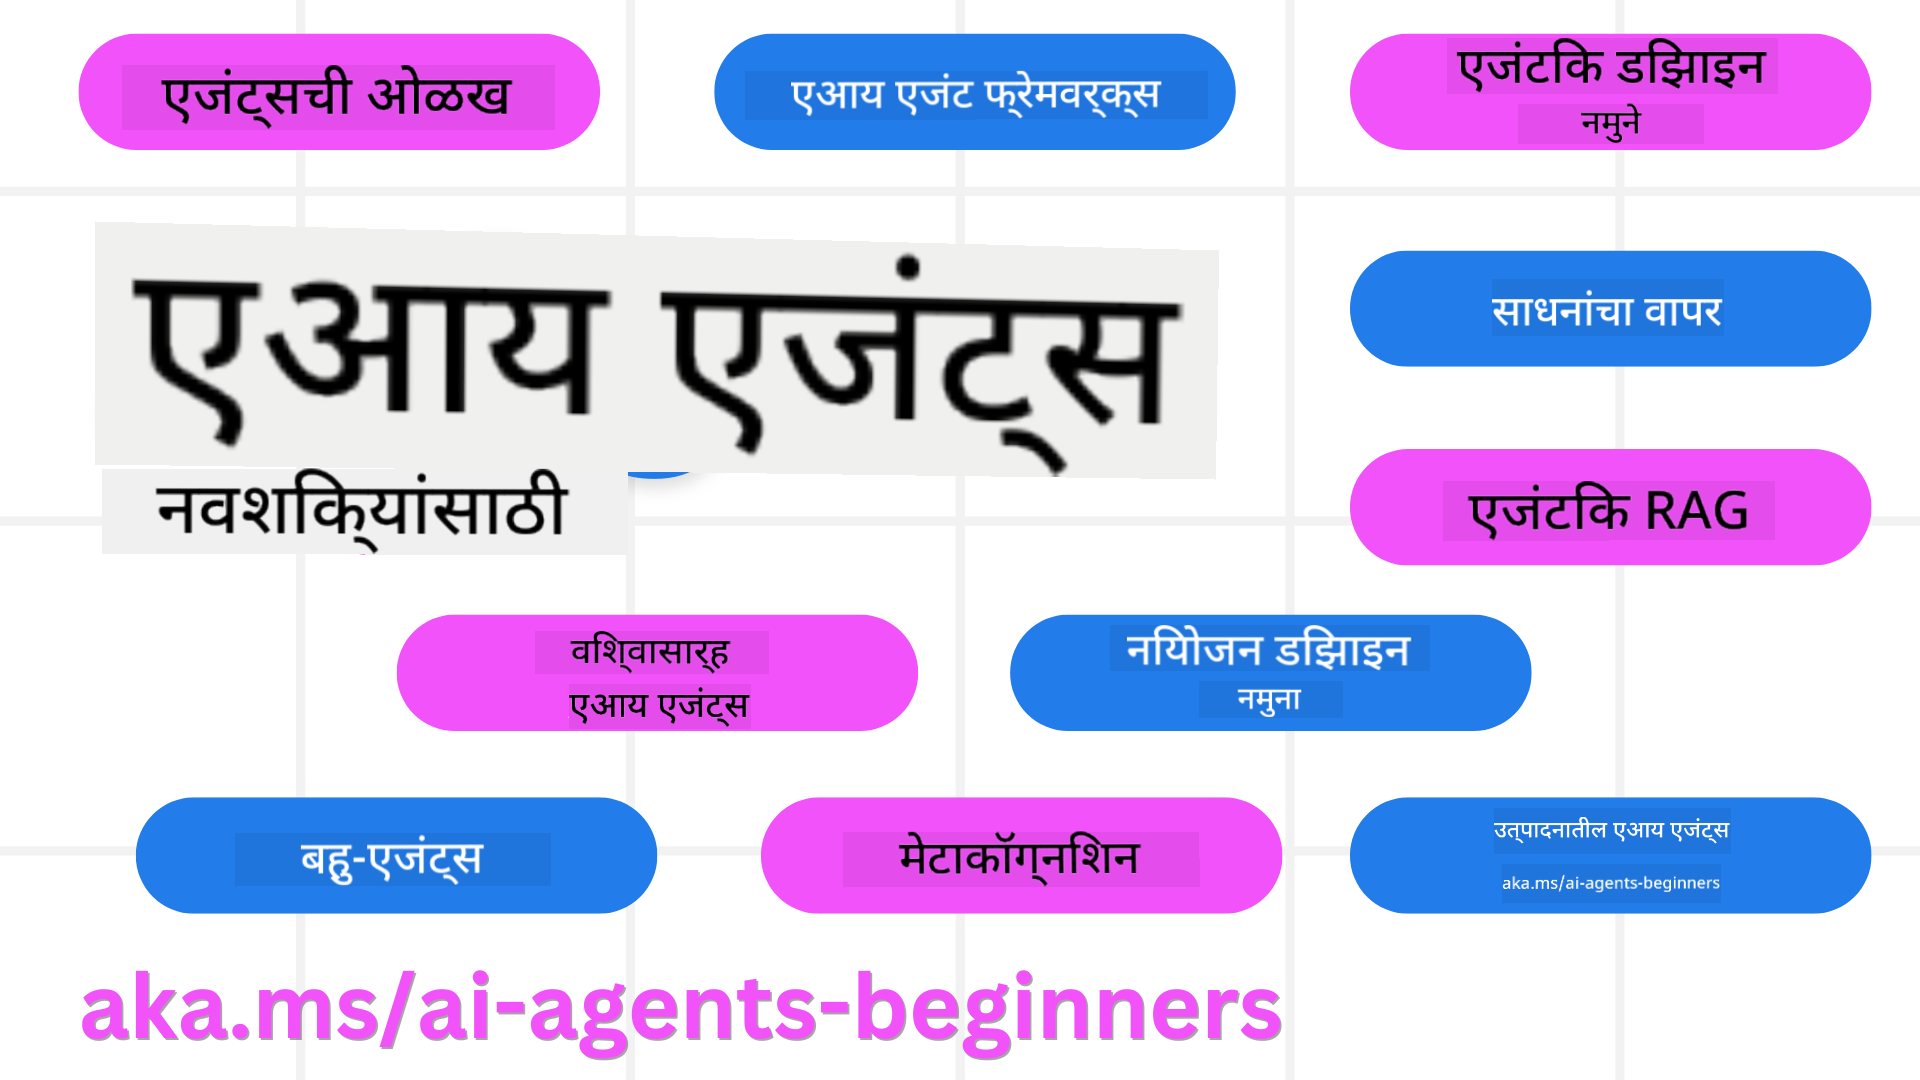 एजंट्सची ओळख
एआय एजंट फ्रेमवर्क्स
एजंटिक डिझाइन
नमुने
एआय एजंट्स
नवशिक्यांसाठी
साधनांचा वापर
एजंटिक RAG
विश्वासार्ह
एआय एजंट्स
नियोजन डिझाइन
नमुना
बहु-एजंट्स
मेटाकॉग्निशन
उत्पादनातील एआय एजंट्स
aka.ms/ai-agents-beginners
aka.ms/ai-agents-beginners